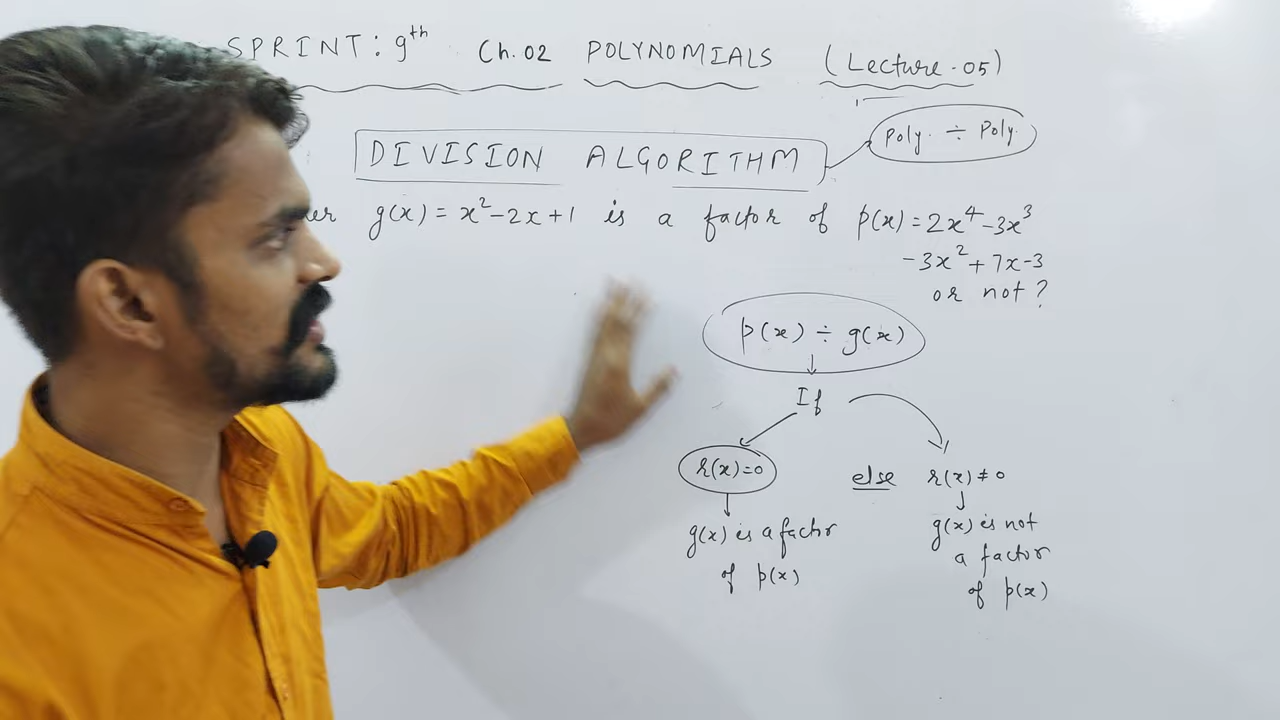 SPRINT: 9th Ch. 02 POLYNOMIALS (Lecture-05)
DIVISION ALGORITHM
Poly. ÷ Poly.
g(x) = x²-2x+1 is a factor of p(x) = 2x⁴-3x³
-3x²+7x-3
or not?
p(x) ÷ g(x)
If
r(x)=0 else r(x)≠0
g(x) is a factor
of p(x)
g(x) is not
a factor
of p(x)